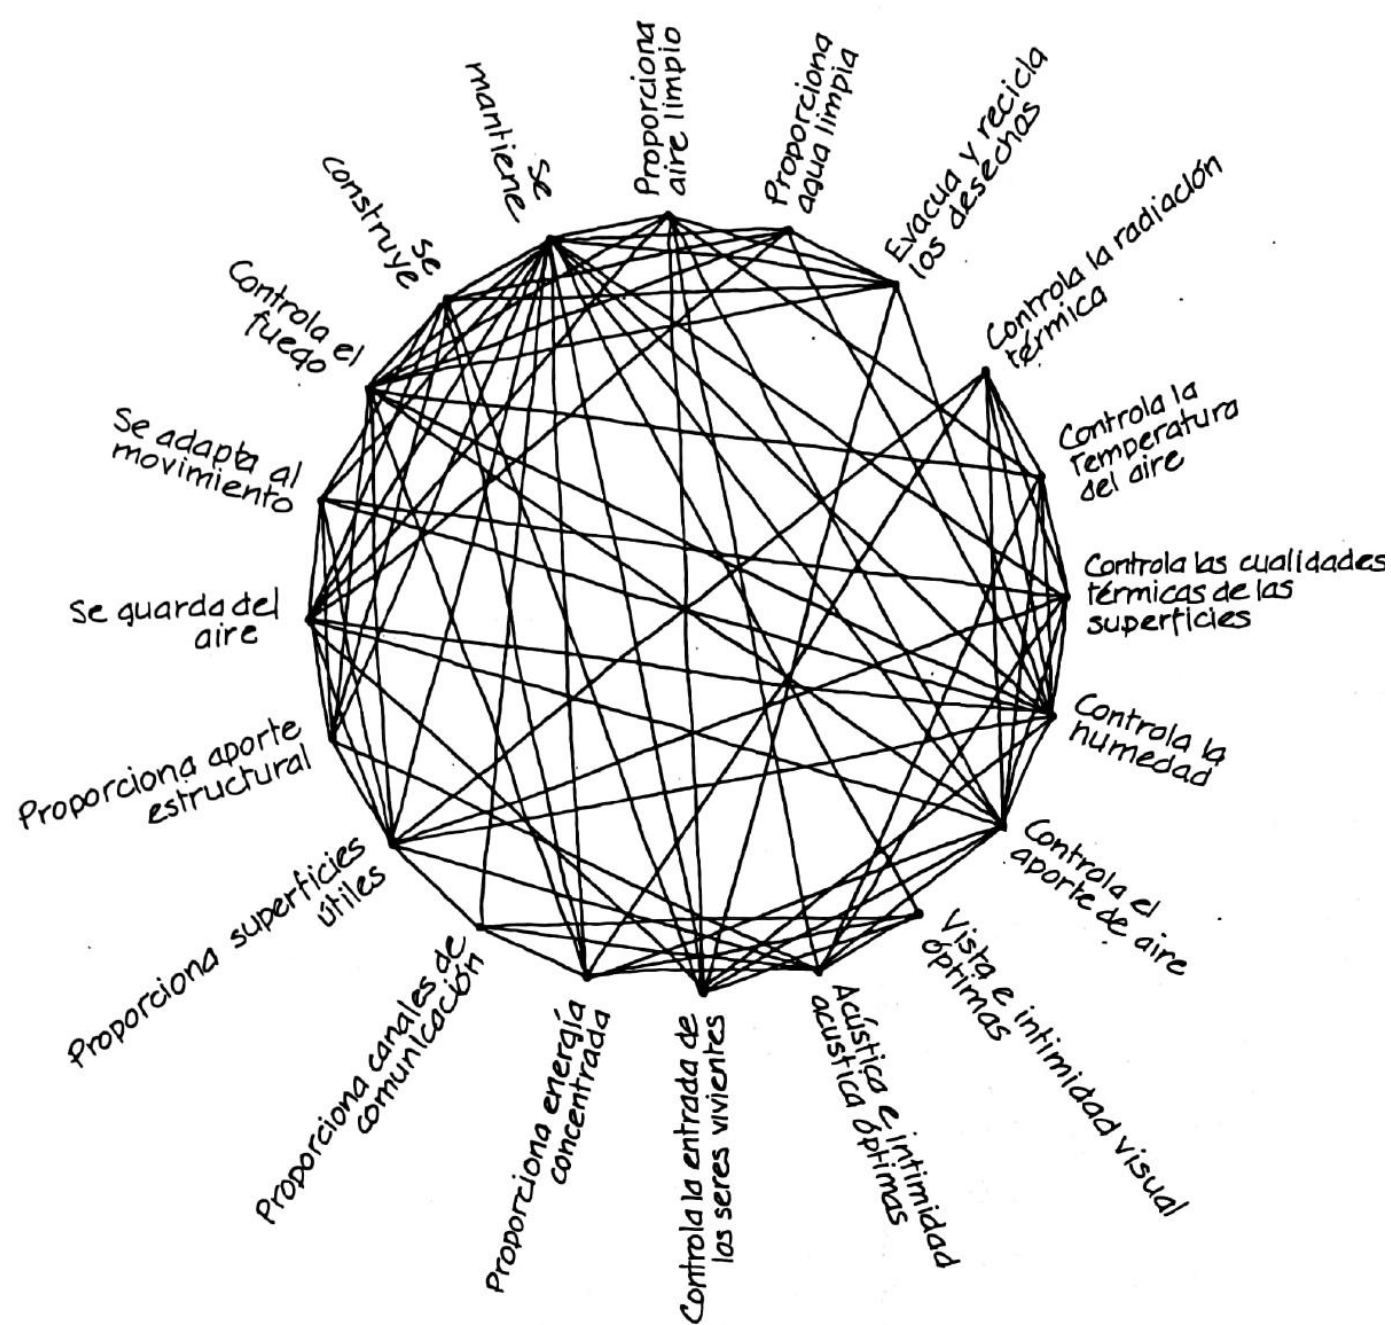 Proporciona
aire limpio
Proporciona
agua limpia
Evacua y recicla
los desechos
Controla la radiación
térmica
Controla la
Temperatura
del aire
Controla las cualidades
térmicas de las
superficies
Controla la
humedad
Controla el
aporte de aire
Vista e intimidad visual
óptimas
Acústica e intimidad
acustica óptimas
Controla la entrada de
los seres vivientes
Proporciona energía
concentrada
Proporciona canales de
comunicación
Proporciona superficies
útiles
Proporciona aporte
estructural
Se guarda del
aire
Se adapta al
movimiento
Controla el
fuego
Se
construye
Se
mantiene